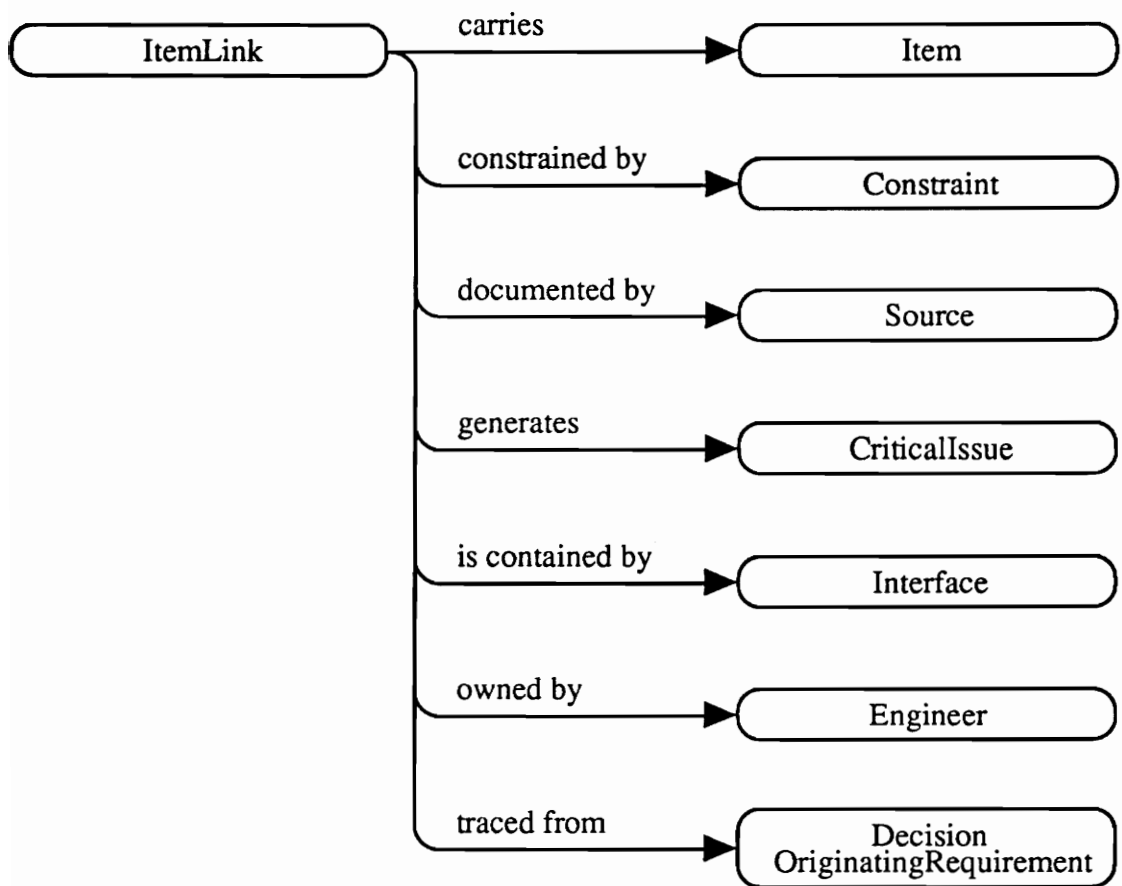 ItemLink
carries
Item
constrained by
Constraint
documented by
Source
generates
CriticalIssue
is contained by
Interface
owned by
Engineer
traced from
Decision
OriginatingRequirement